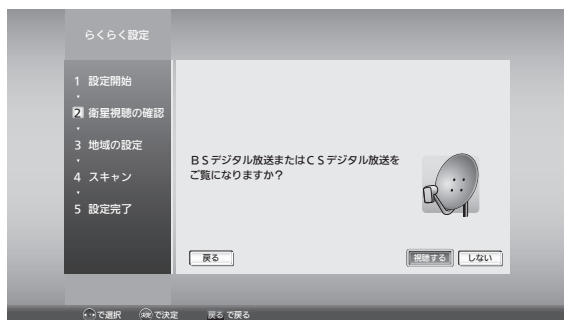 らくらく設定
1 設定開始
2 衛星視聴の確認
3 地域の設定
4 スキャン
5 設定完了
BSデジタル放送またはCSデジタル放送を
ご覧になりますか？
戻る 視聴する しない
で選択 決定 で決定 戻る で戻る